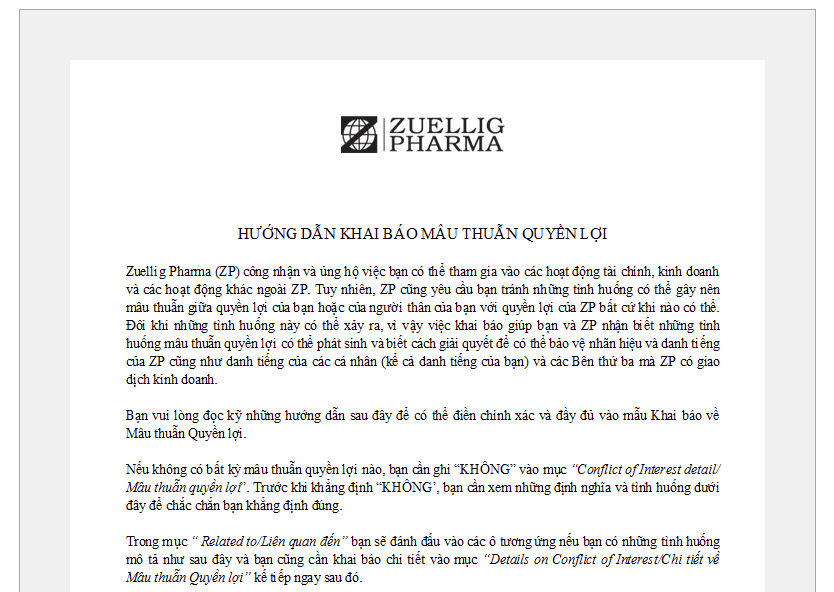 ZUELLIG
PHARMA
HƯỚNG DẪN KHAI BÁO MÂU THUẪN QUYỀN LỢI
Zuellig Pharma (ZP) công nhận và ủng hộ việc bạn có thể tham gia vào các hoạt động tài chính, kinh doanh
và các hoạt động khác ngoài ZP. Tuy nhiên, ZP cũng yêu cầu bạn tránh những tình huống có thể gây nên
mâu thuẫn giữa quyền lợi của bạn hoặc của người thân của bạn với quyền lợi của ZP bất cứ khi nào có thể.
Đôi khi những tình huống này có thể xảy ra, vì vậy việc khai báo giúp bạn và ZP nhận biết những tình
huống mâu thuẫn quyền lợi có thể phát sinh và biết cách giải quyết để có thể bảo vệ nhãn hiệu và danh tiếng
của ZP cũng như danh tiếng của các cá nhân (kể cả danh tiếng của bạn) và các Bên thứ ba mà ZP có giao
dịch kinh doanh.
Bạn vui lòng đọc kỹ những hướng dẫn sau đây để có thể điền chính xác và đầy đủ vào mẫu Khai báo về
Mâu thuẫn Quyền lợi.
Nếu không có bất kỳ mâu thuẫn quyền lợi nào, bạn cần ghi “KHÔNG” vào mục “Conflict of Interest detail/
Mâu thuẫn quyền lợi”. Trước khi khẳng định “KHÔNG’, bạn cần xem những định nghĩa và tình huống dưới
đây để chắc chắn bạn khẳng định đúng.
Trong mục “ Related to/Liên quan đến” bạn sẽ đánh dấu vào các ô tương ứng nếu bạn có những tình huống
mô tả như sau đây và bạn cũng cần khai báo chi tiết vào mục “Details on Conflict of Interest/Chi tiết về
Mâu thuẫn Quyền lợi” kế tiếp ngay sau đó.